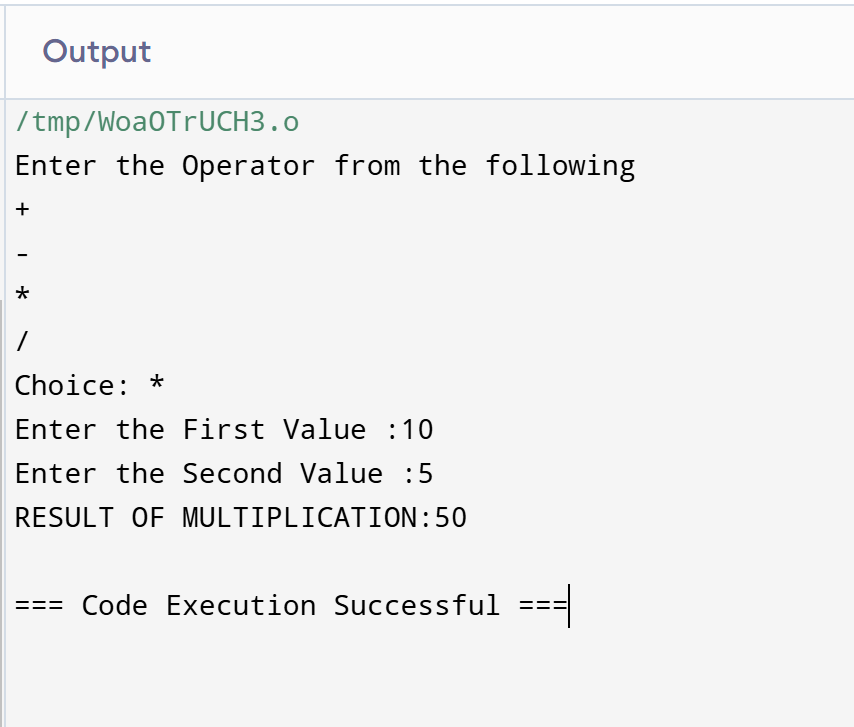 Output
/tmp/WoaOTrUCH3.o
Enter the Operator from the following
+
-
*
/
Choice: *
Enter the First Value :10
Enter the Second Value :5
RESULT OF MULTIPLICATION:50
=== Code Execution Successful ===